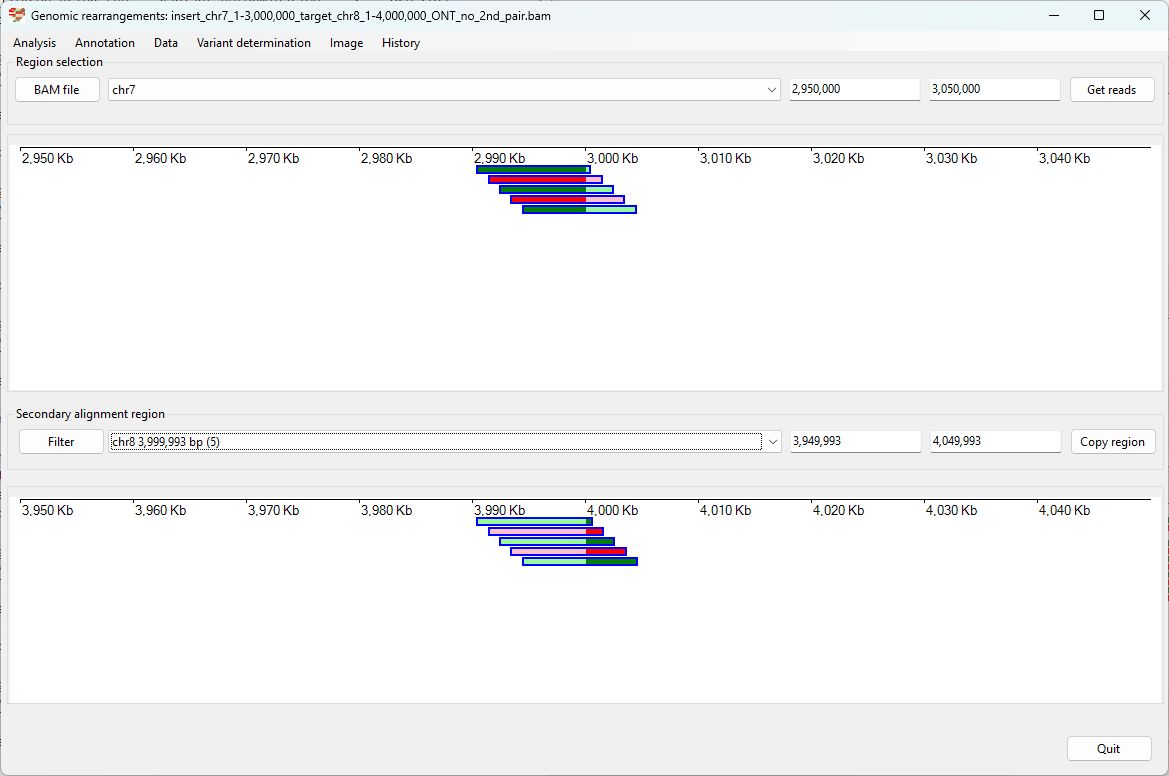 Genomic rearrangements: insert_chr7_1-3,000,000_target_chr8_1-4,000,000_ONT_no_2nd_pair.bam
Analysis Annotation Data Variant determination Image History
Region selection
BAM file chr7 2,950,000 3,050,000 Get reads
2,950 Kb 2,960 Kb 2,970 Kb 2,980 Kb 2,990 Kb 3,000 Kb 3,010 Kb 3,020 Kb 3,030 Kb 3,040 Kb
Secondary alignment region
Filter chr8 3,999,993 bp (5) 3,949,993 4,049,993 Copy region
3,950 Kb 3,960 Kb 3,970 Kb 3,980 Kb 3,990 Kb 4,000 Kb 4,010 Kb 4,020 Kb 4,030 Kb 4,040 Kb
Quit